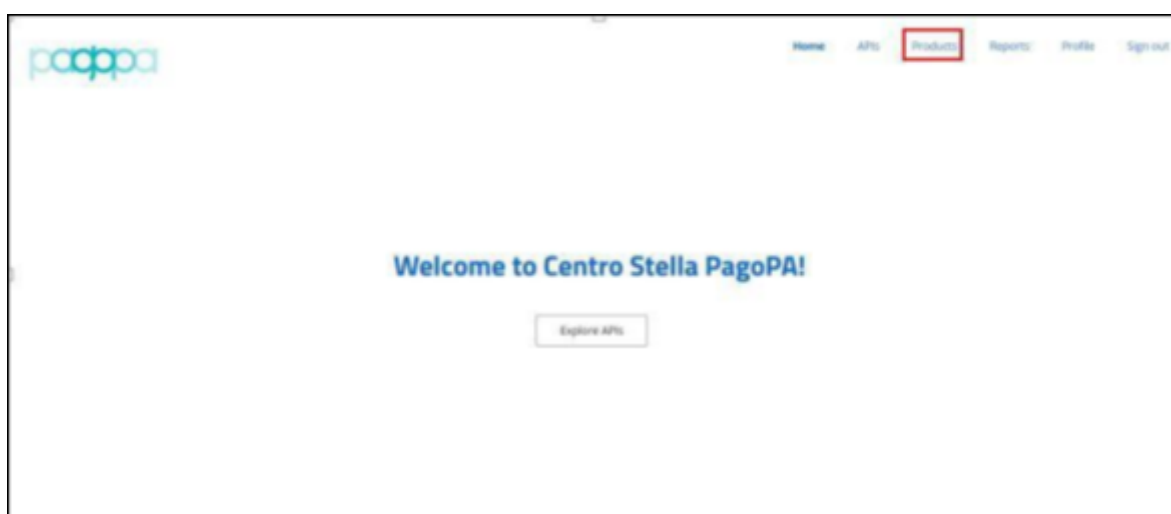 pagopa
Home APIs Products Reports Profile Sign out
Welcome to Centro Stella PagoPA!
Explore APIs